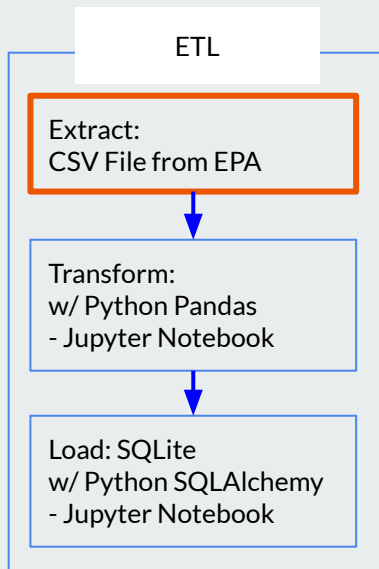 ETL
Extract:
CSV File from EPA
Transform:
w/ Python Pandas
- Jupyter Notebook
Load: SQLite
w/ Python SQLAlchemy
- Jupyter Notebook